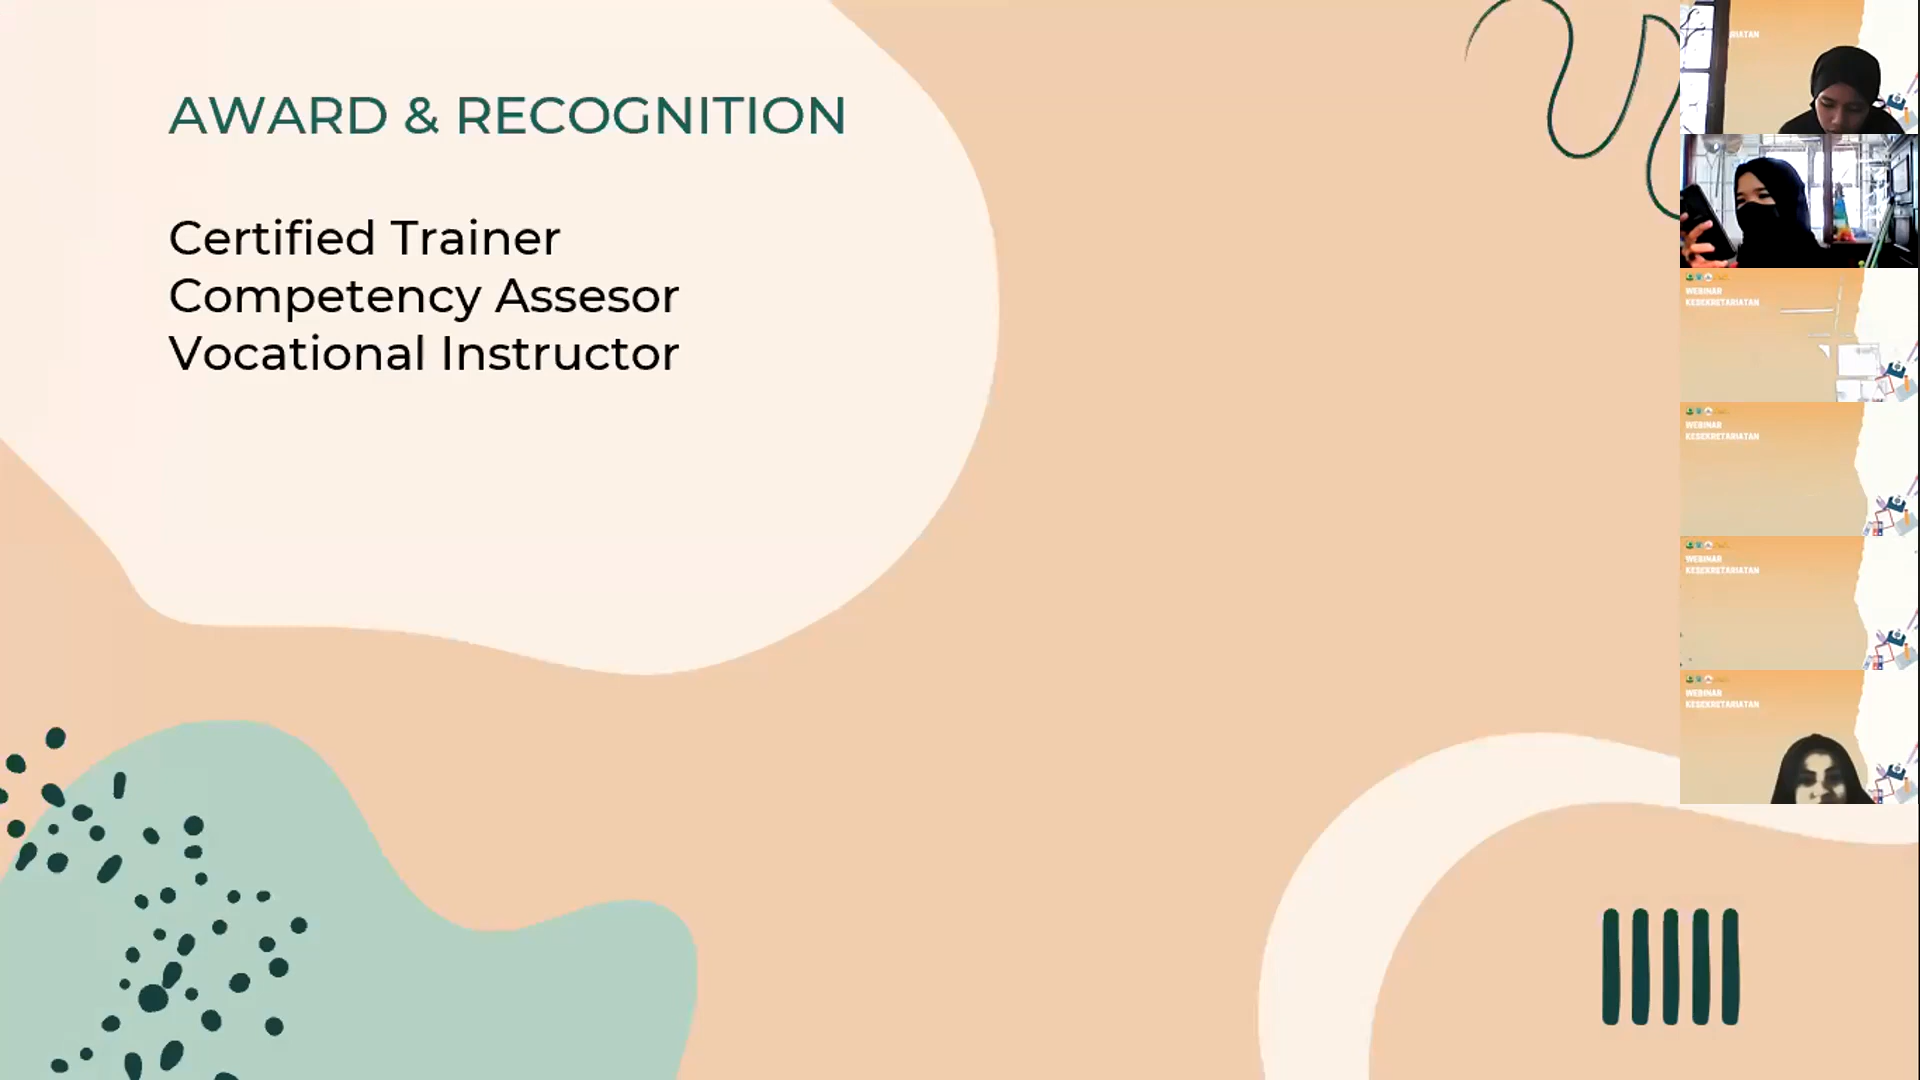 AWARD & RECOGNITION
Certified Trainer
Competency Assesor
Vocational Instructor
WEBINAR
KESEKRETARIATAN
WEBINAR
KESEKRETARIATAN
WEBINAR
KESEKRETARIATAN
WEBINAR
KESEKRETARIATAN